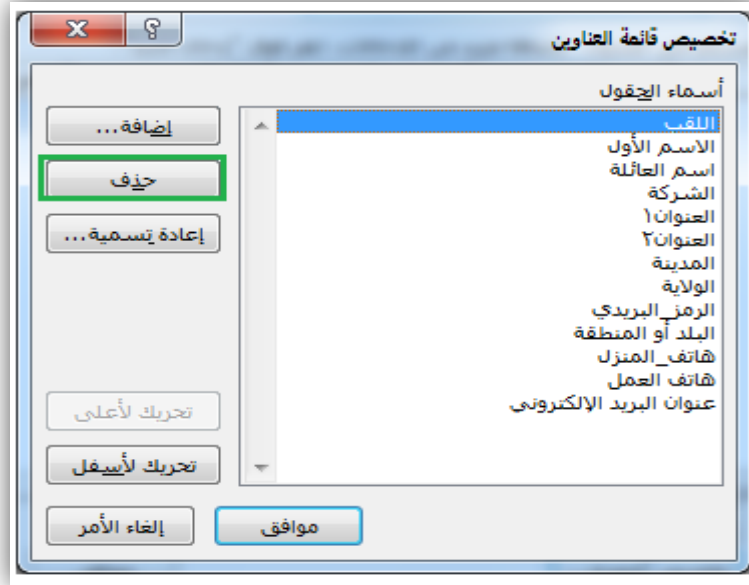 تخصيص قائمة العناوين
أسماء الحقول
اللقب
الاسم الأول
اسم العائلة
الشركة
العنوان١
العنوان٢
المدينة
الولاية
الرمز_البريدي
البلد أو المنطقة
هاتف_المنزل
هاتف العمل
عنوان البريد الإلكتروني
إضافة...
حذف
إعادة تسمية...
تحريك لأعلى
تحريك لأسفل
موافق
إلغاء الأمر